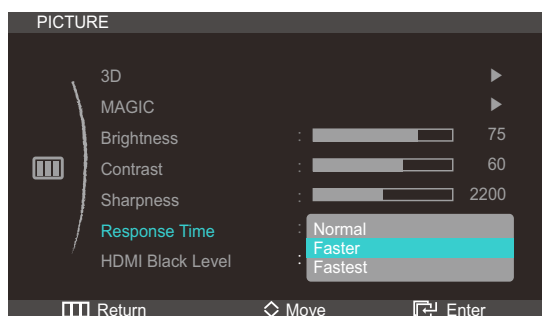 PICTURE
3D
MAGIC
Brightness : 75
Contrast : 60
Sharpness : 2200
Response Time : Normal
Faster
HDMI Black Level : Fastest
Return Move Enter